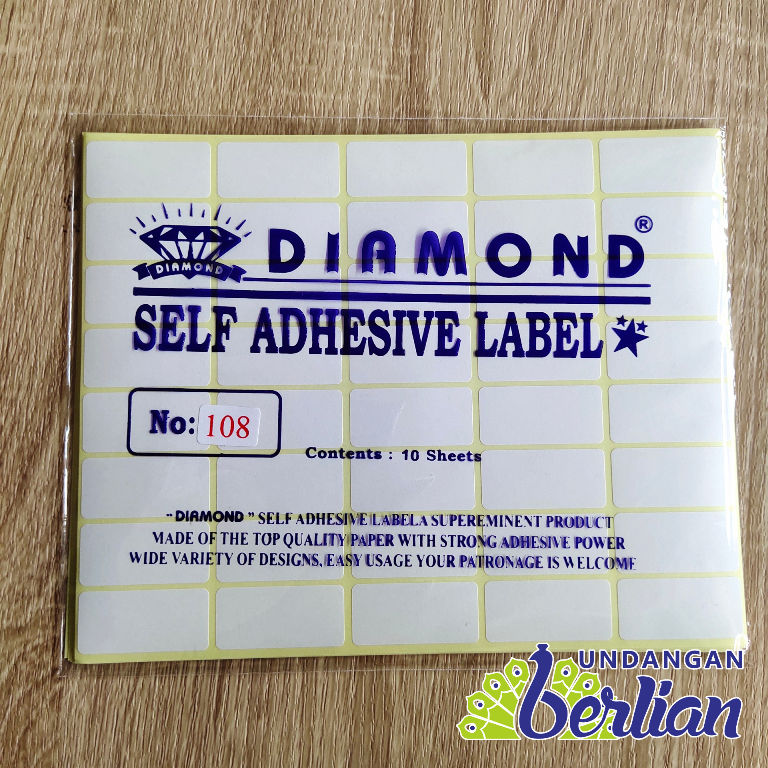 DIAMOND
DIAMOND®
SELF ADHESIVE LABEL
No: 108
Contents : 10 Sheets
"DIAMOND" SELF ADHESIVE LABEL A SUPEREMINENT PRODUCT
MADE OF THE TOP QUALITY PAPER WITH STRONG ADHESIVE POWER
WIDE VARIETY OF DESIGNS, EASY USAGE YOUR PATRONAGE IS WELCOME
UNDANGAN
berlian